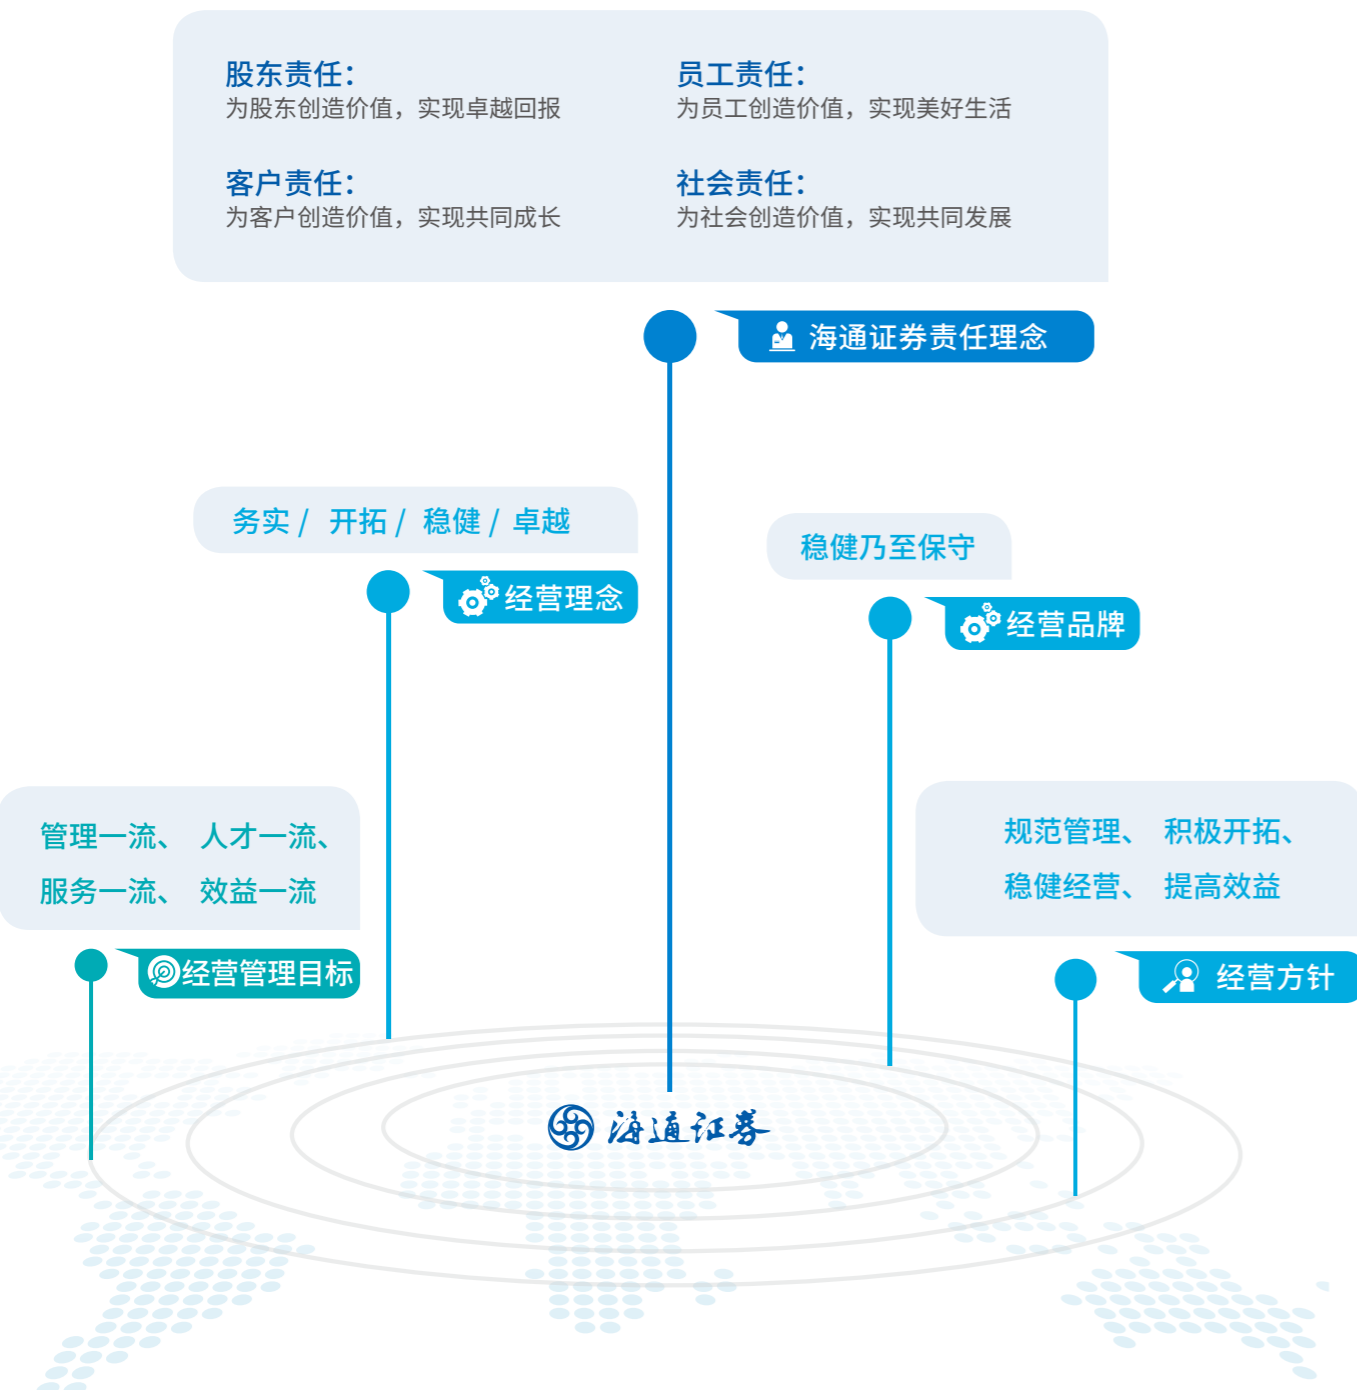 股东责任：
为股东创造价值，实现卓越回报
员工责任：
为员工创造价值，实现美好生活
客户责任：
为客户创造价值，实现共同成长
社会责任：
为社会创造价值，实现共同发展
海通证券责任理念
务实 / 开拓 / 稳健 / 卓越
经营理念
稳健乃至保守
经营品牌
管理一流、 人才一流、
服务一流、 效益一流
经营管理目标
规范管理、 积极开拓、
稳健经营、 提高效益
经营方针
海通证券